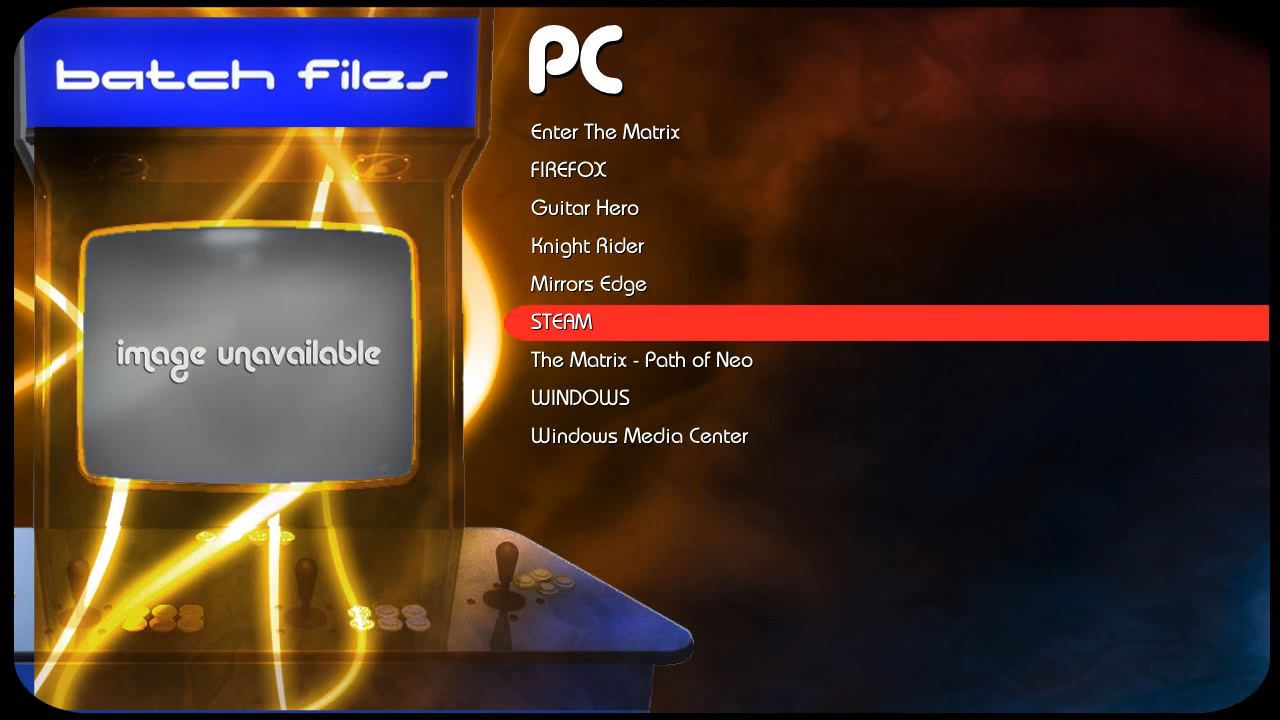 batch files
image unavailable
PC
Enter The Matrix
FIREFOX
Guitar Hero
Knight Rider
Mirrors Edge
STEAM
The Matrix - Path of Neo
WINDOWS
Windows Media Center